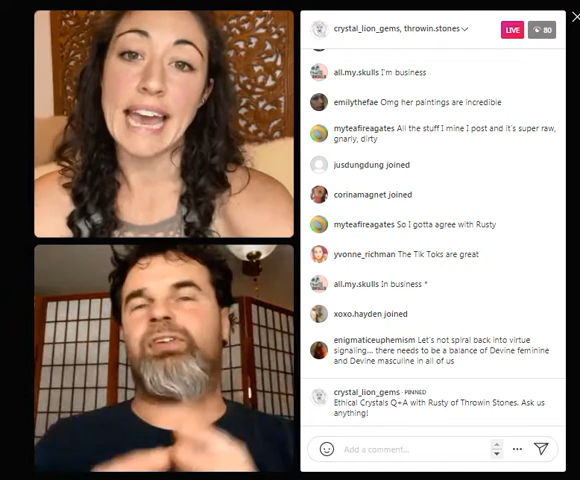 crystal_lion_gems, throwin.stones
LIVE
80
all.my.skulls I'm business
emilythefae Omg her paintings are incredible
myteafireagates All the stuff I mine I post and it's super raw,
gnarly, dirty
jusdungdung joined
corinamagnet joined
myteafireagates So I gotta agree with Rusty
yvonne_richman The Tik Toks are great
all.my.skulls In business *
xoxo.hayden joined
enigmaticeuphemism Let's not spiral back into virtue
signaling... there needs to be a balance of Devine feminine
and Devine masculine in all of us
crystal_lion_gems · PINNED
Ethical Crystals Q+A with Rusty of Throwin Stones. Ask us
anything!
Add a comment...